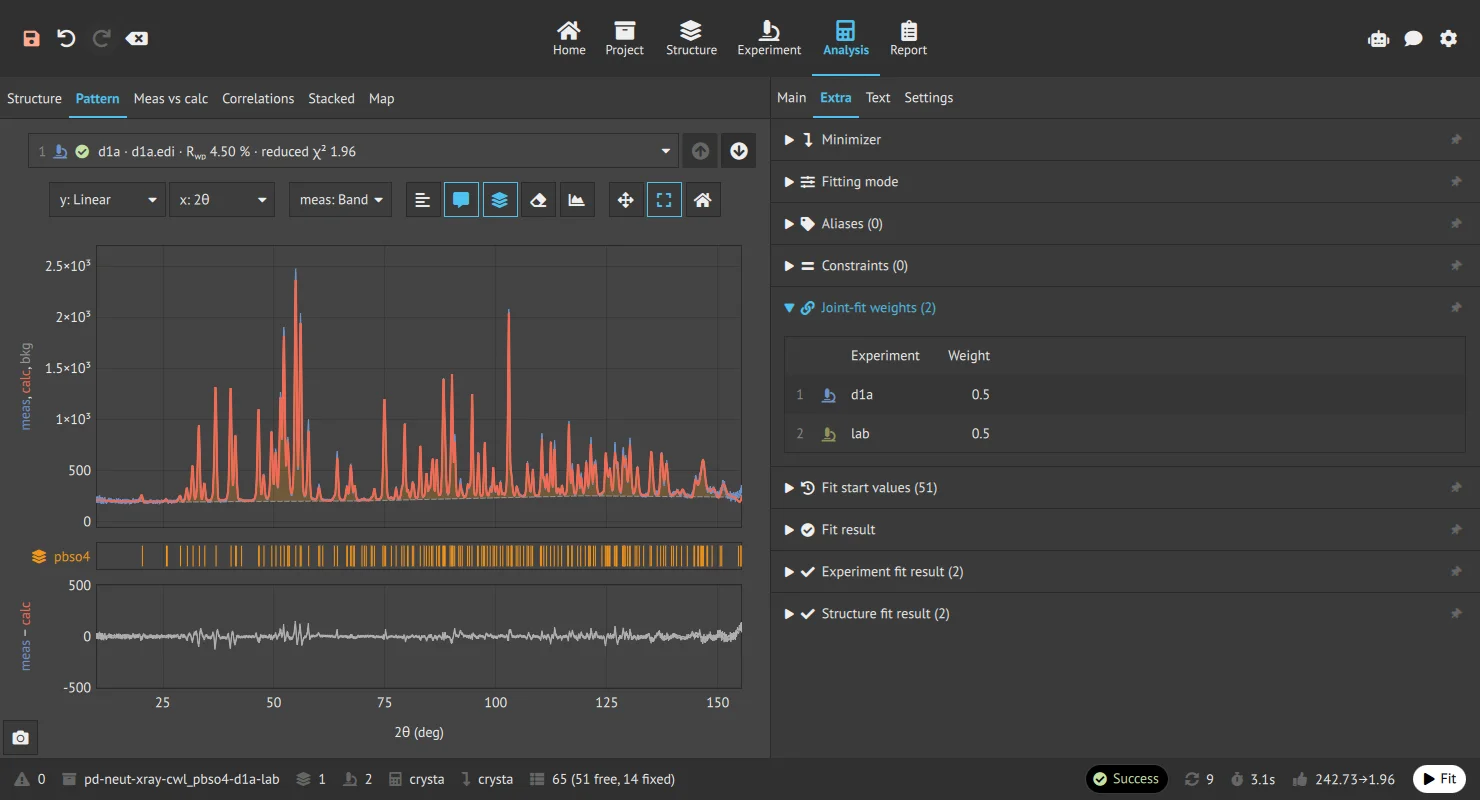 Home
Project
Structure
Experiment
Analysis
Report
Structure
Pattern
Meas vs calc
Correlations
Stacked
Map
1 d1a · d1a.edi · Rwp 4.50 % · reduced χ² 1.96
y: Linear
x: 2θ
meas: Band
meas, calc, bkg
2.5×10³
2×10³
1.5×10³
1×10³
500
0
pbso4
meas − calc
500
0
-500
25
50
75
100
125
150
2θ (deg)
Main
Extra
Text
Settings
Minimizer
Fitting mode
Aliases (0)
Constraints (0)
Joint-fit weights (2)
Experiment Weight
1 d1a 0.5
2 lab 0.5
Fit start values (51)
Fit result
Experiment fit result (2)
Structure fit result (2)
0
pd-neut-xray-cwl_pbso4-d1a-lab
1
2
crysta
crysta
65 (51 free, 14 fixed)
Success
9
3.1s
242.73→1.96
Fit